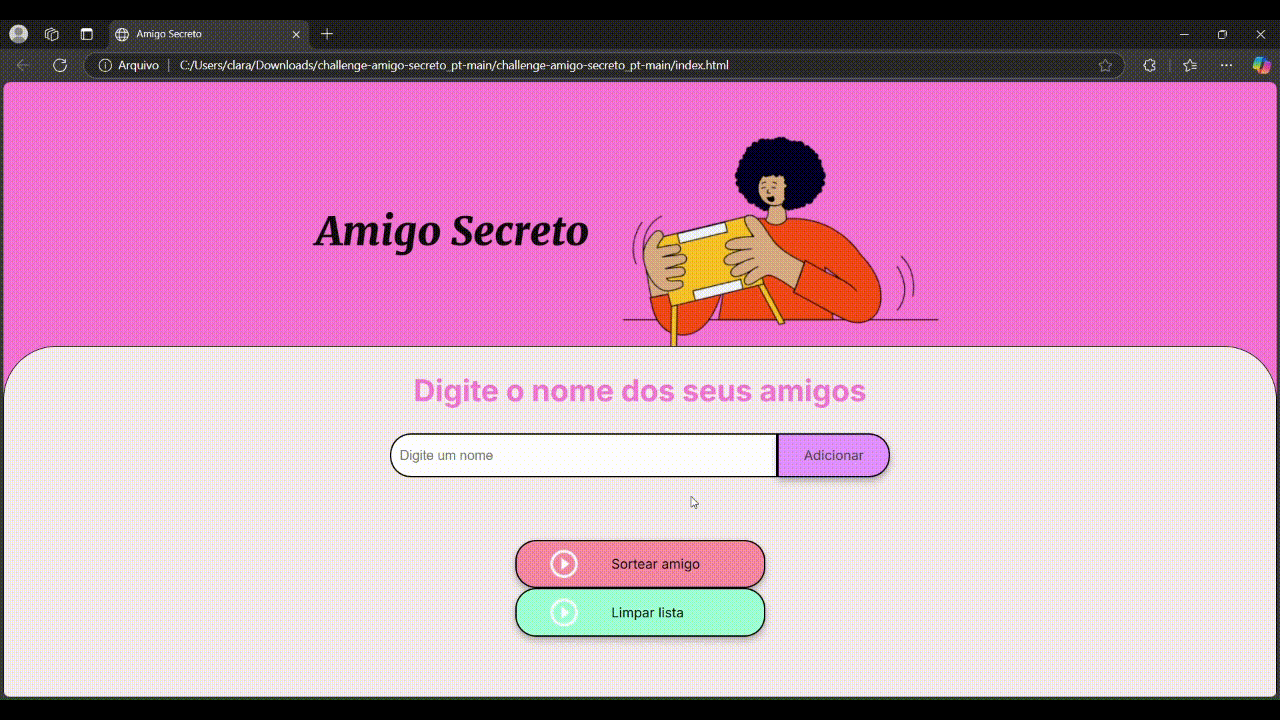 Amigo Secreto
Arquivo
C:/Users/clara/Downloads/challenge-amigo-secreto_pt-main/challenge-amigo-secreto_pt-main/index.html
Amigo Secreto
Digite o nome dos seus amigos
Digite um nome
Adicionar
Sortear amigo
Limpar lista